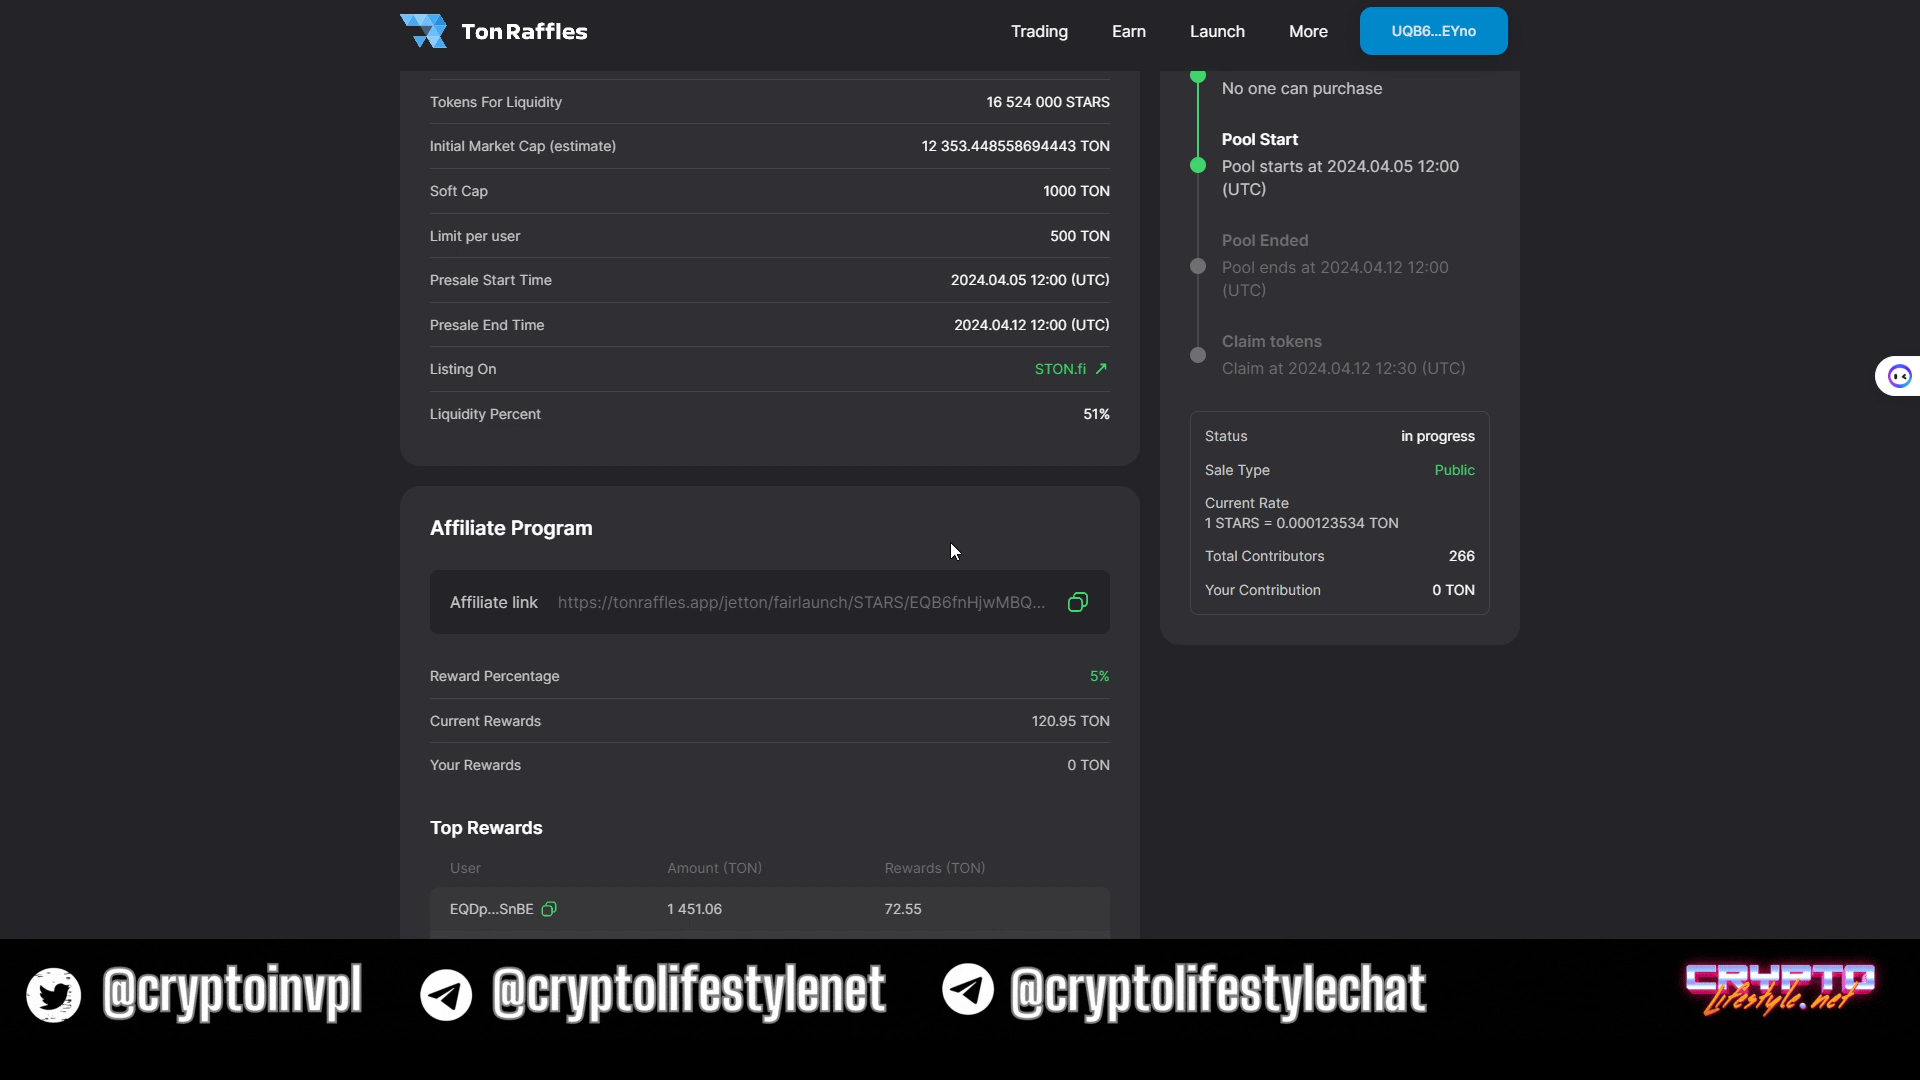 TonRaffles
Trading Earn Launch More UQB6...EYno
Tokens For Liquidity 16 524 000 STARS
Initial Market Cap (estimate) 12 353.448558694443 TON
Soft Cap 1000 TON
Limit per user 500 TON
Presale Start Time 2024.04.05 12:00 (UTC)
Presale End Time 2024.04.12 12:00 (UTC)
Listing On STON.fi
Liquidity Percent 51%
No one can purchase
Pool Start
Pool starts at 2024.04.05 12:00
(UTC)
Pool Ended
Pool ends at 2024.04.12 12:00
(UTC)
Claim tokens
Claim at 2024.04.12 12:30 (UTC)
Status in progress
Sale Type Public
Current Rate
1 STARS = 0.000123534 TON
Total Contributors 266
Your Contribution 0 TON
Affiliate Program
Affiliate link https://tonraffles.app/jetton/fairlaunch/STARS/EQB6fnHjwMBQ...
Reward Percentage 5%
Current Rewards 120.95 TON
Your Rewards 0 TON
Top Rewards
User Amount (TON) Rewards (TON)
EQDp...SnBE 1 451.06 72.55
@cryptoinvpl @cryptolifestylenet @cryptolifestylechat
CRYPTO
lifestyle.net